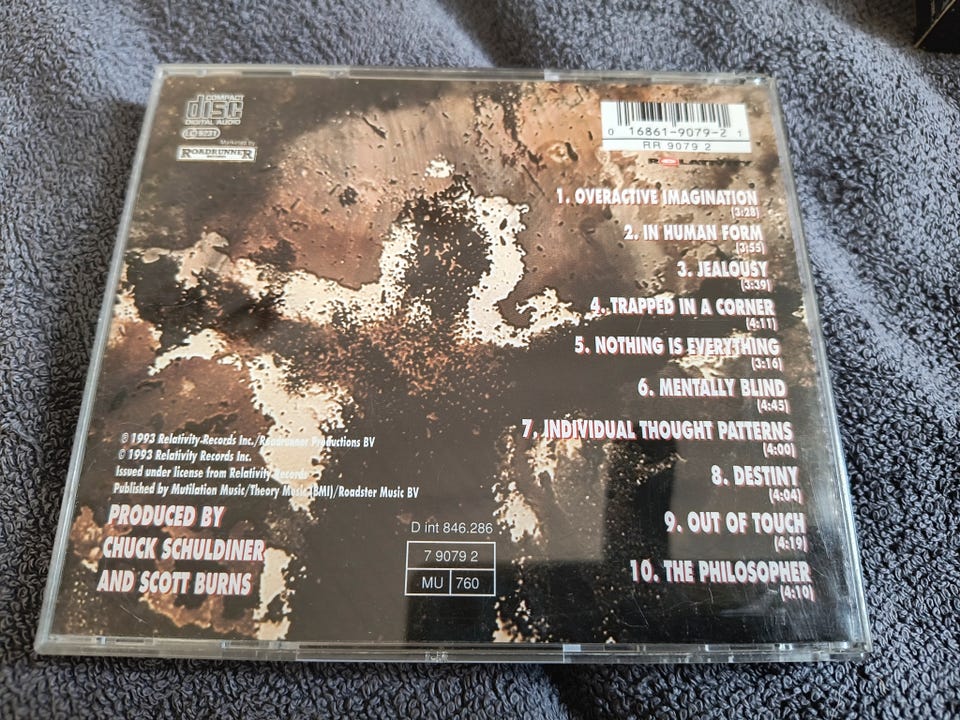 COMPACT
disc
DIGITAL AUDIO
LC 9231
Marketed by
ROADRUNNER
RECORDS
0 16861-9079-2 1
RR 9079 2
RELATIVITY
1. OVERACTIVE IMAGINATION
(3:28)
2. IN HUMAN FORM
(3:55)
3. JEALOUSY
(3:39)
4. TRAPPED IN A CORNER
(4:11)
5. NOTHING IS EVERYTHING
(3:16)
6. MENTALLY BLIND
(4:45)
7. INDIVIDUAL THOUGHT PATTERNS
(4:00)
8. DESTINY
(4:04)
9. OUT OF TOUCH
(4:19)
10. THE PHILOSOPHER
(4:10)
℗ 1993 Relativity Records Inc./Roadrunner Productions BV
© 1993 Relativity Records Inc.
Issued under license from Relativity Records
Published by Mutilation Music/Theory Music (BMI)/Roadster Music BV
PRODUCED BY
CHUCK SCHULDINER
AND SCOTT BURNS
D int 846.286
7 9079 2
MU 760